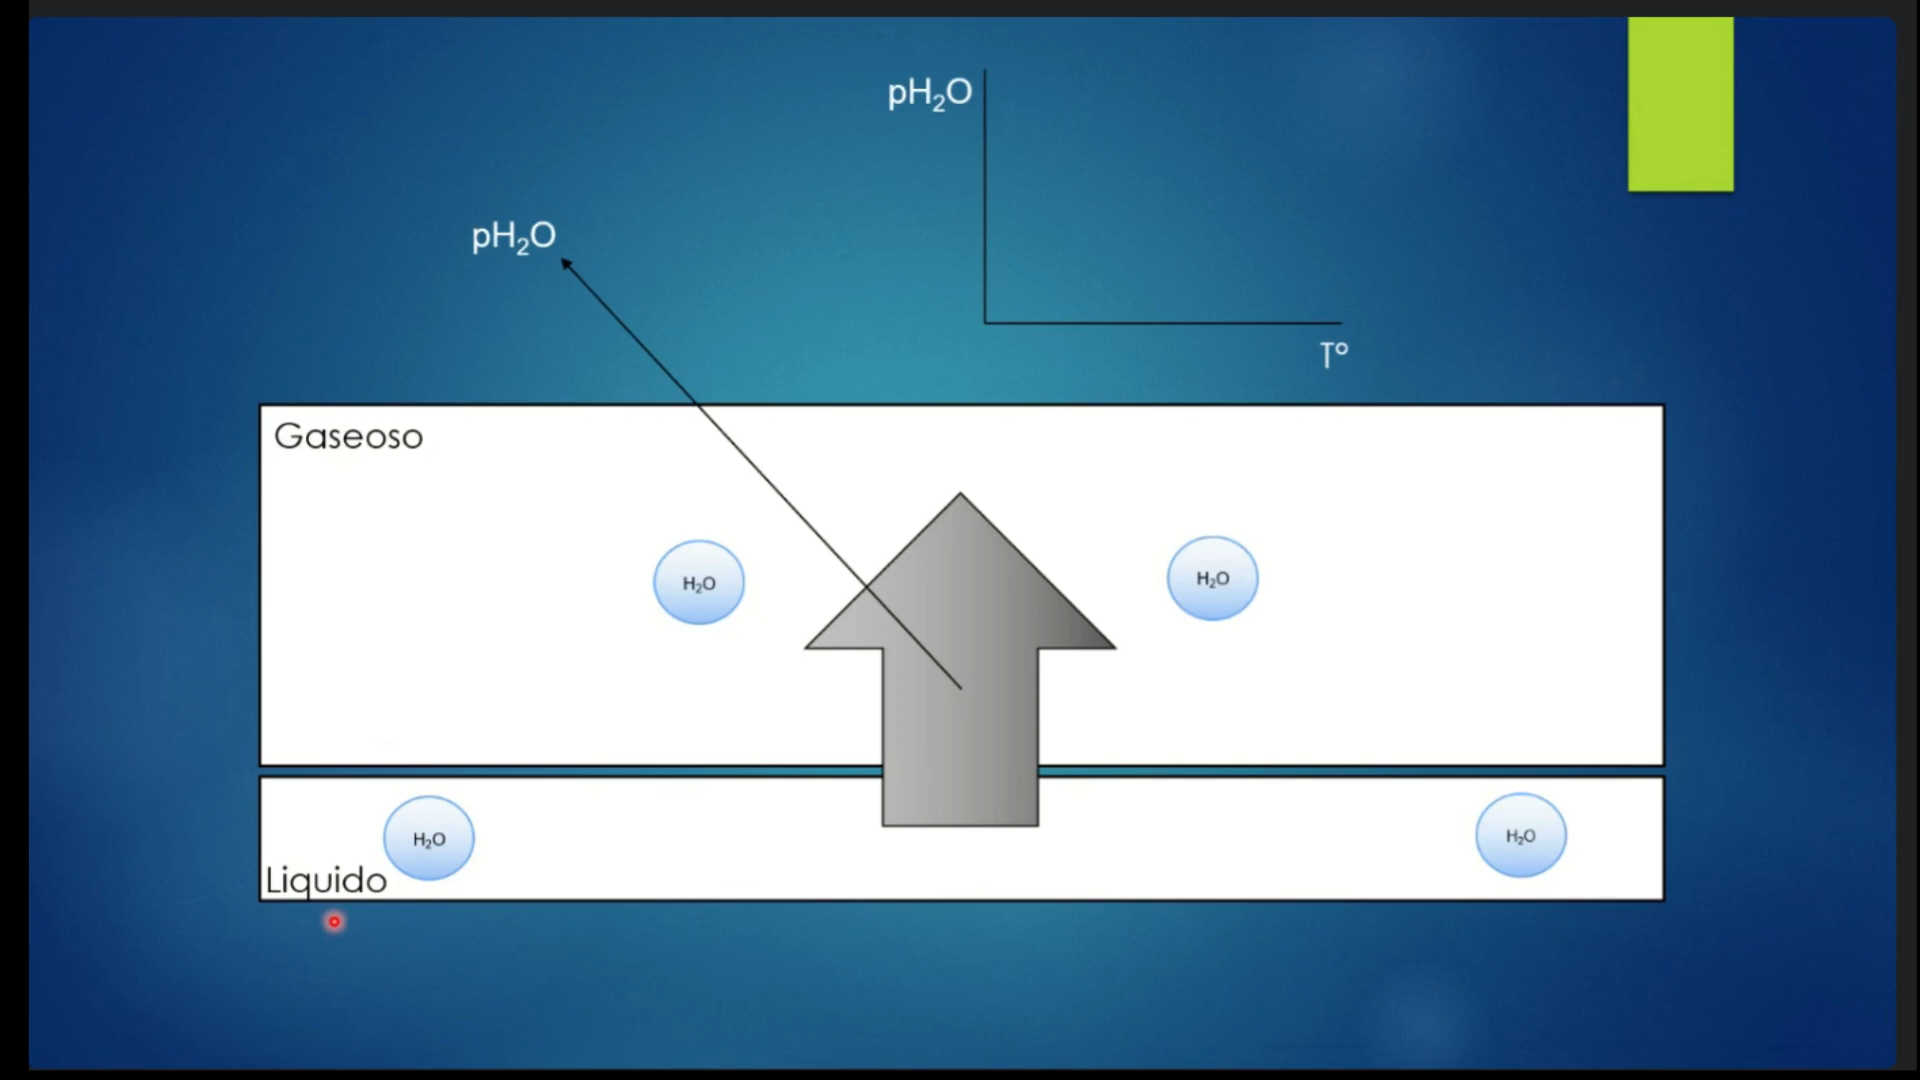 pH₂O
pH₂O
T°
Gaseoso
H₂O
H₂O
H₂O
H₂O
Liquido